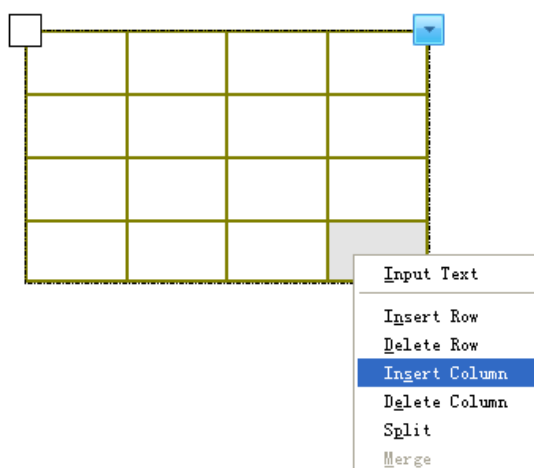 Input Text
Insert Row
Delete Row
Insert Column
Delete Column
Split
Merge